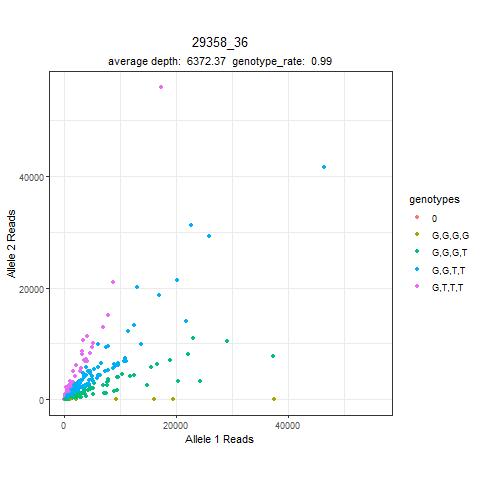 29358_36
average depth:  6372.37  genotype_rate:  0.99
Allele 2 Reads
40000
20000
0
0
20000
40000
Allele 1 Reads
genotypes
0
G,G,G,G
G,G,G,T
G,G,T,T
G,T,T,T